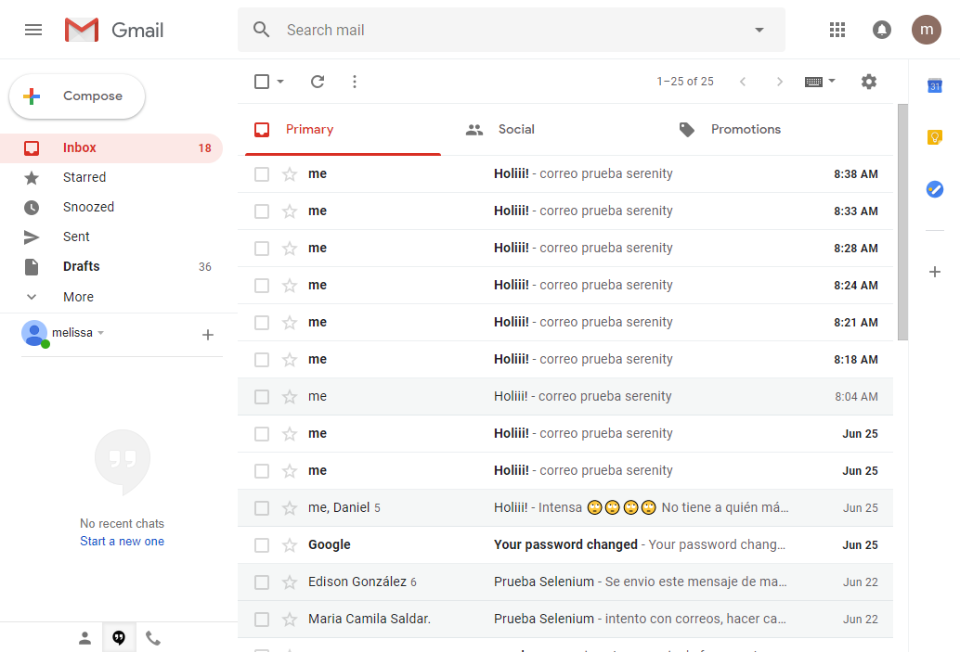 Gmail
Search mail
m
Compose
1–25 of 25
31
Primary
Social
Promotions
Inbox 18
Starred
Snoozed
Sent
Drafts 36
More
melissa
No recent chats
Start a new one
me Holiii! - correo prueba serenity 8:38 AM
me Holiii! - correo prueba serenity 8:33 AM
me Holiii! - correo prueba serenity 8:28 AM
me Holiii! - correo prueba serenity 8:24 AM
me Holiii! - correo prueba serenity 8:21 AM
me Holiii! - correo prueba serenity 8:18 AM
me Holiii! - correo prueba serenity 8:04 AM
me Holiii! - correo prueba serenity Jun 25
me Holiii! - correo prueba serenity Jun 25
me, Daniel 5 Holiii! - Intensa 🙄🙄🙄🙄 No tiene a quién má... Jun 25
Google Your password changed - Your password chang... Jun 25
Edison González 6 Prueba Selenium - Se envio este mensaje de ma... Jun 22
Maria Camila Saldar. Prueba Selenium - intento con correos, hacer ca... Jun 22